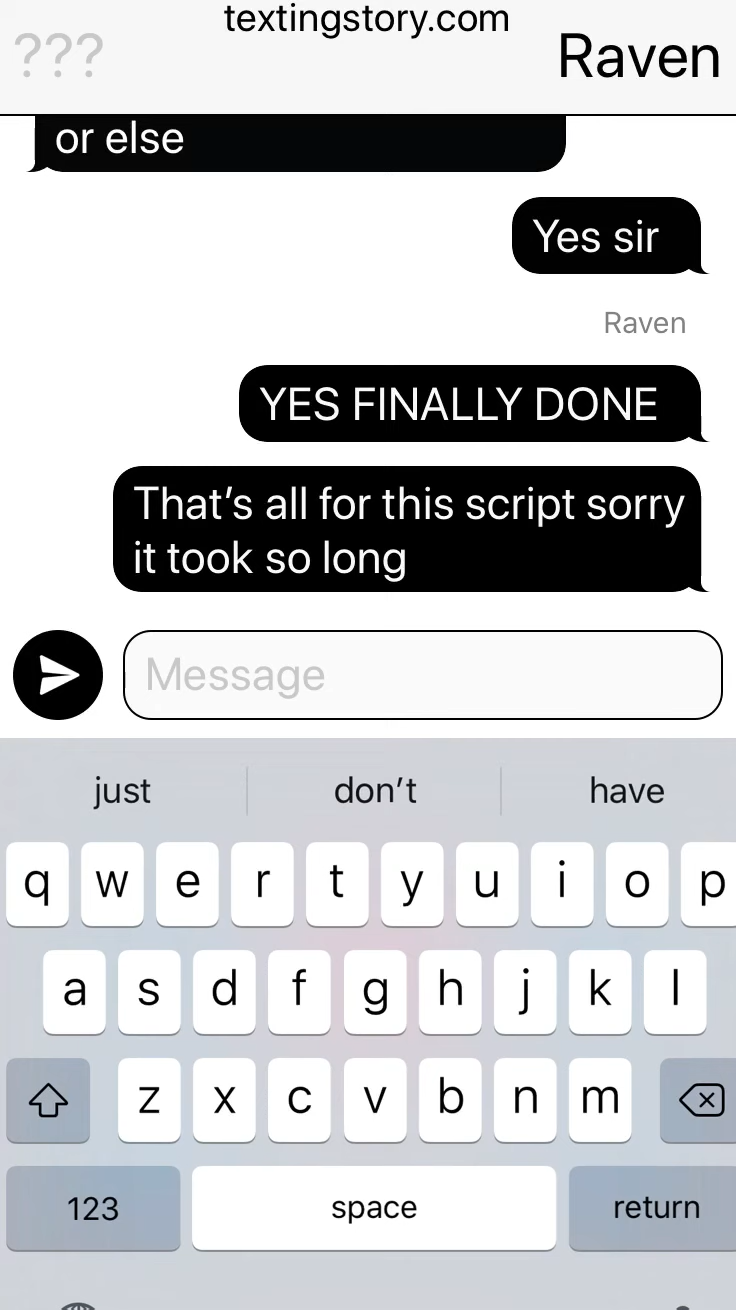 textingstory.com
???
Raven
or else
Yes sir
Raven
YES FINALLY DONE
That’s all for this script sorry
it took so long
Message
just don’t have
q w e r t y u i o p
a s d f g h j k l
z x c v b n m
123 space return